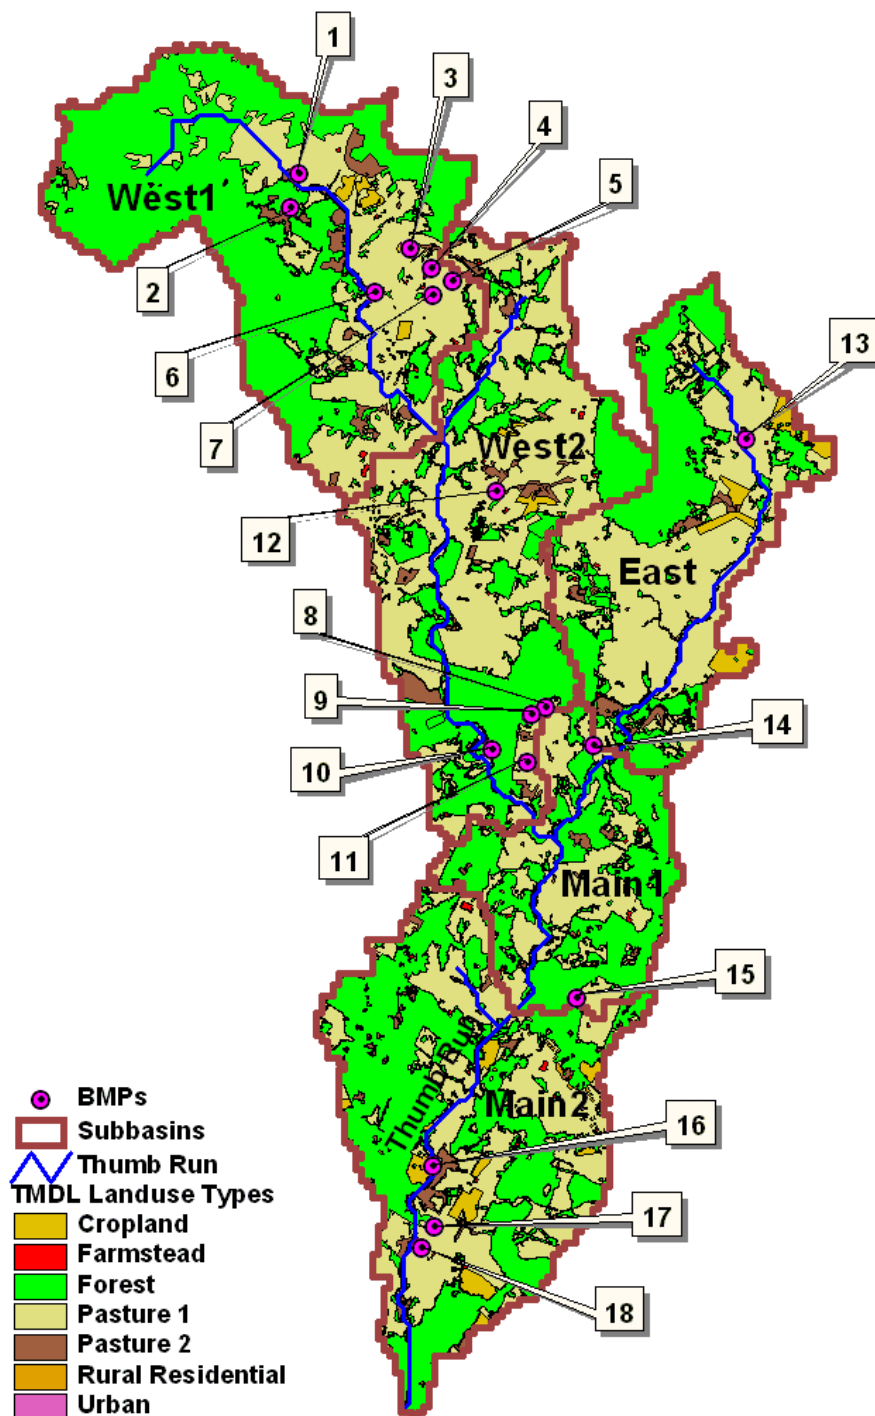 1
3
4
5
West1
2
6
13
7
West2
12
East
8
9
14
10
11
Main1
15
Thumb Run
Main2
16
17
18
BMPs
Subbasins
Thumb Run
TMDL Landuse Types
Cropland
Farmstead
Forest
Pasture 1
Pasture 2
Rural Residential
Urban